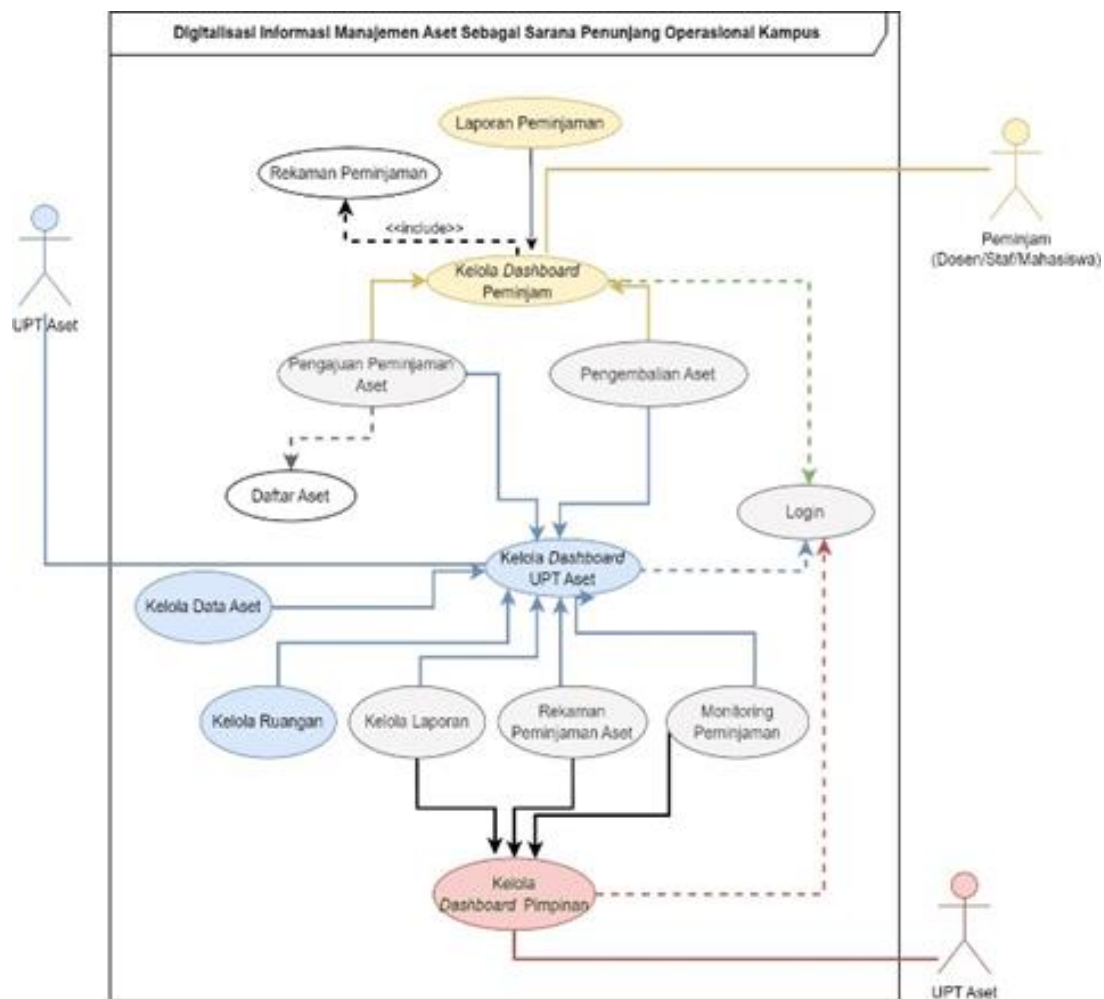 Digitalisasi Informasi Manajemen Aset Sebagai Sarana Penunjang Operasional Kampus
Laporan Peminjaman
Rekaman Peminjaman
<<include>>
Peminjam
(Dosen/Staf/Mahasiswa)
UPT Aset
Kelola Dashboard
Peminjam
Pengajuan Peminjaman
Aset
Pengembalian Aset
Daftar Aset
Login
Kelola Dashboard
UPT Aset
Kelola Data Aset
Kelola Ruangan
Kelola Laporan
Rekaman
Peminjaman Aset
Monitoring
Peminjaman
Kelola
Dashboard Pimpinan
UPT Aset